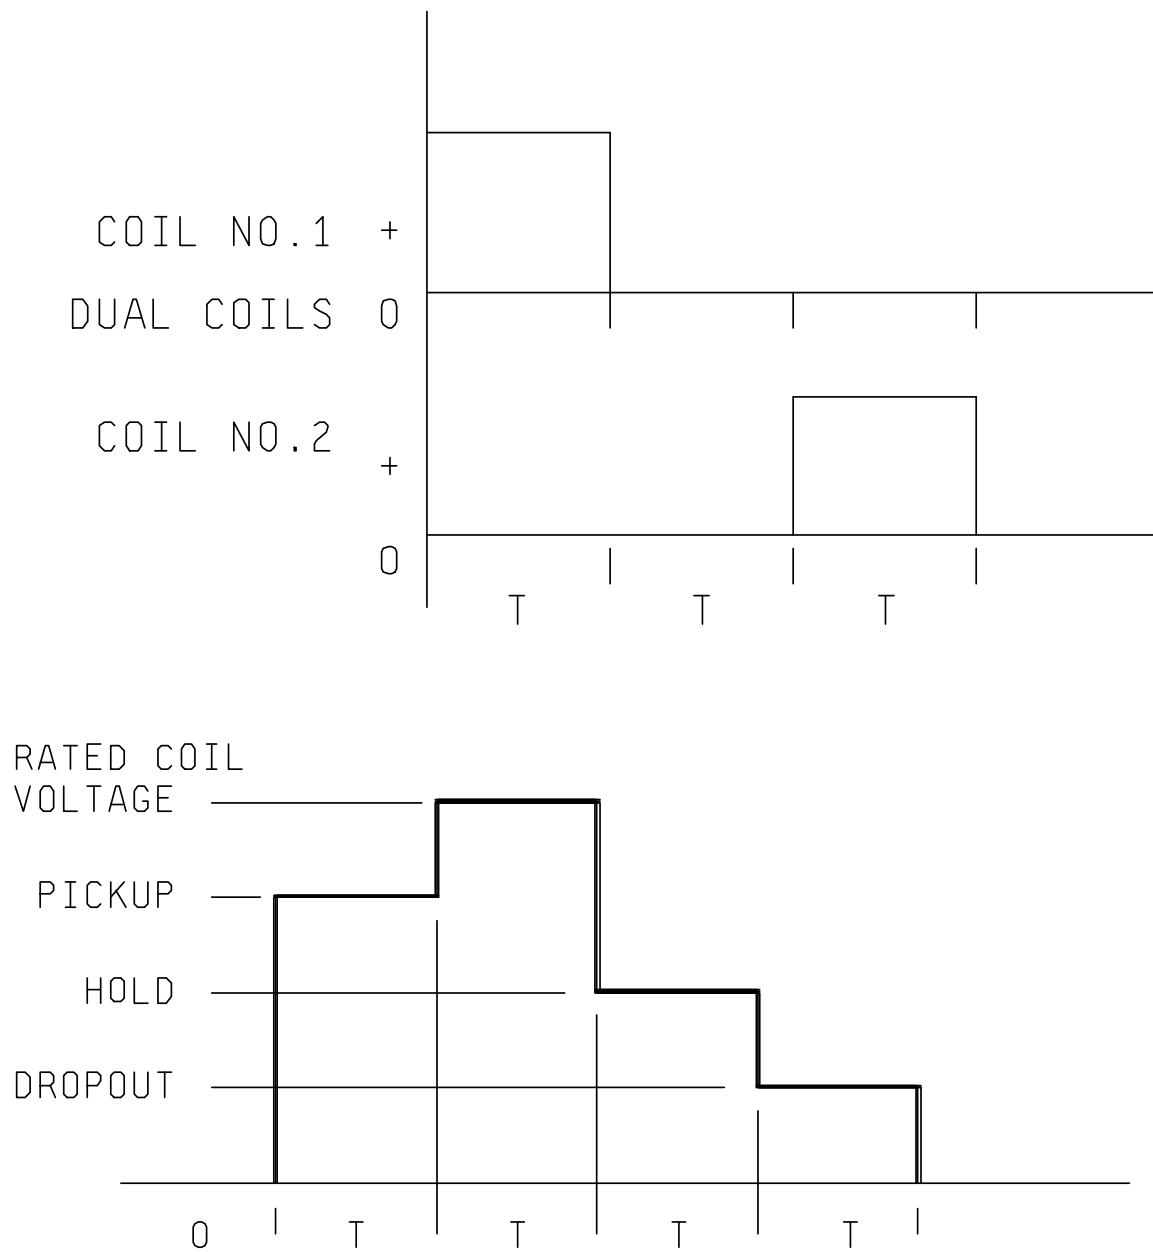 COIL NO.1 +
DUAL COILS 0
COIL NO.2
+
0
T T T
RATED COIL
VOLTAGE
PICKUP
HOLD
DROPOUT
0 T T T T